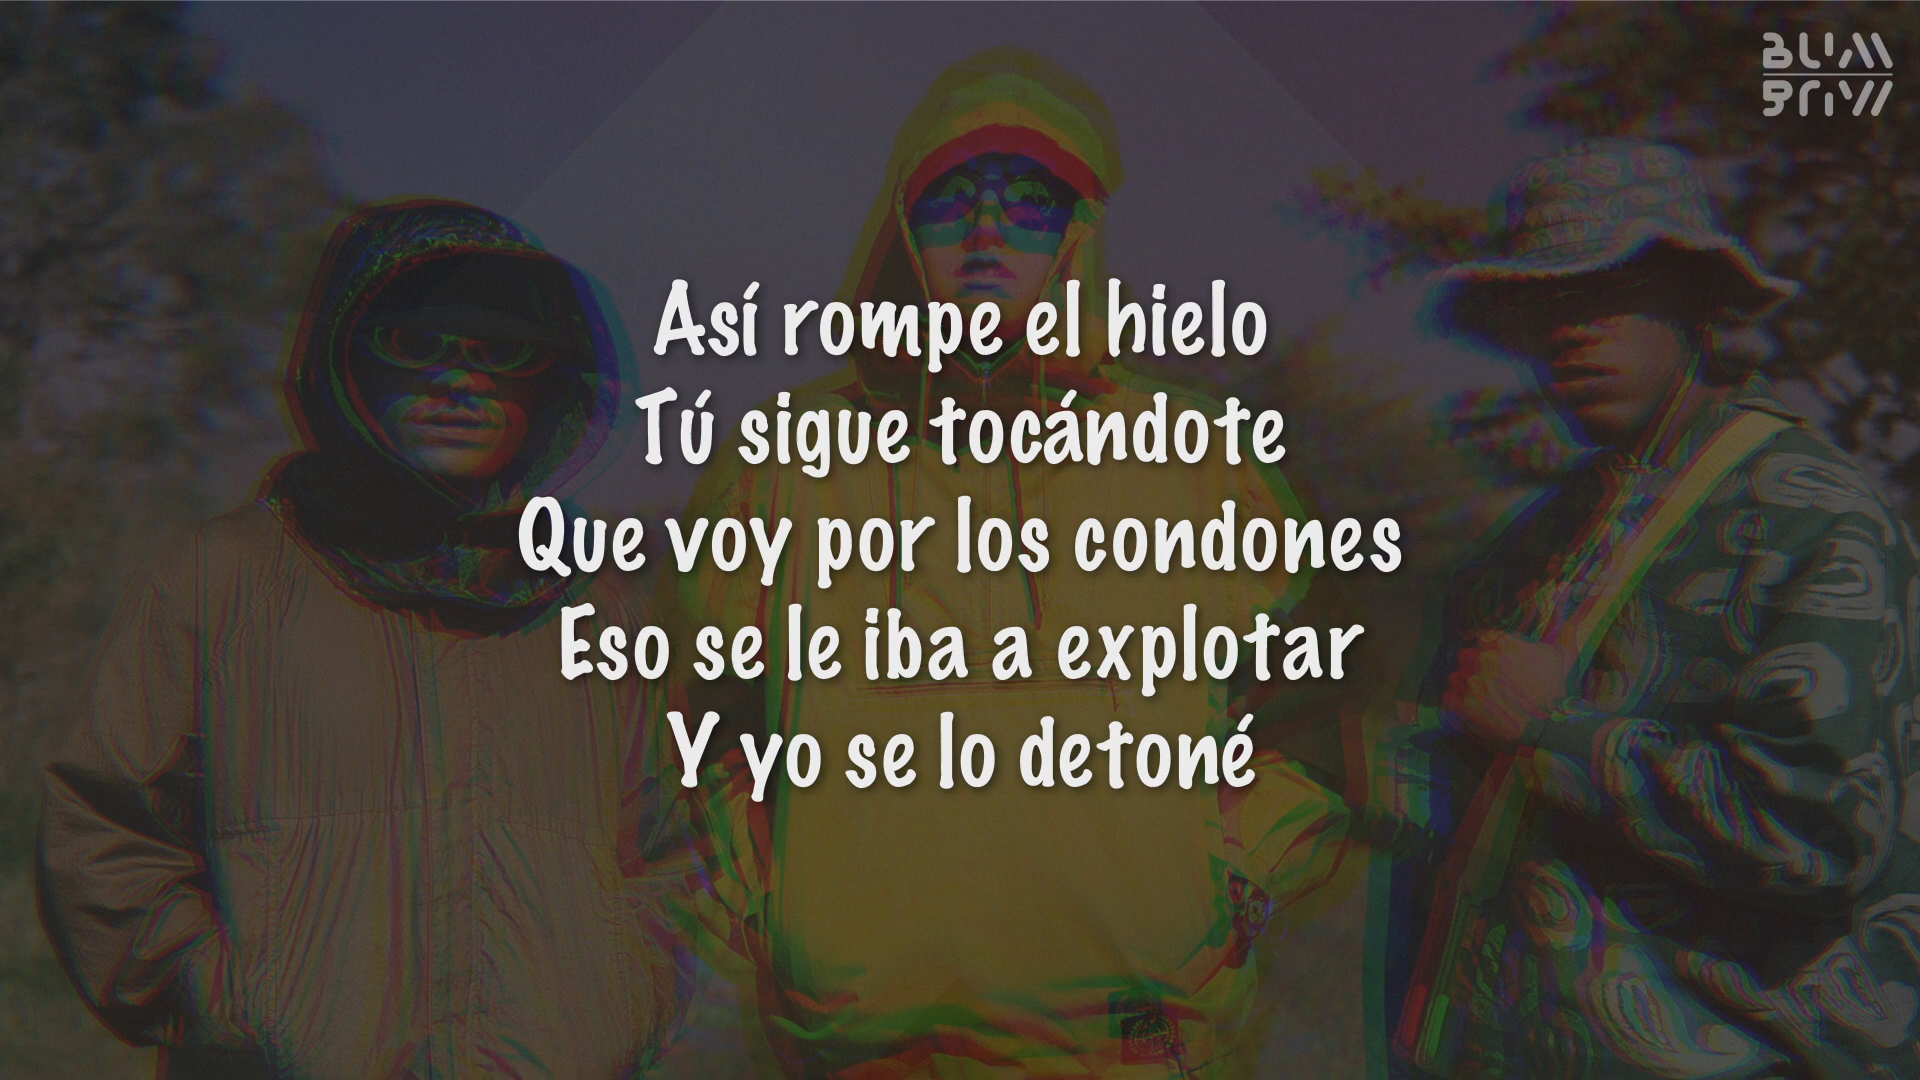 BUM
Así rompe el hielo
Tú sigue tocándote
Que voy por los condones
Eso se le iba a explotar
Y yo se lo detoné